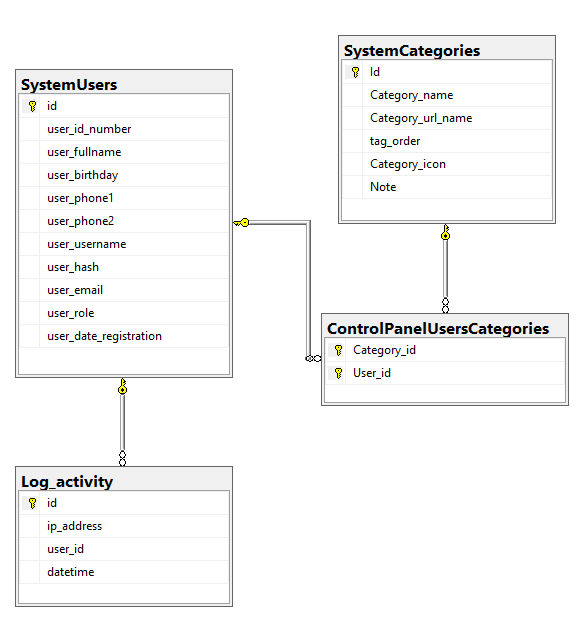 SystemUsers
id
user_id_number
user_fullname
user_birthday
user_phone1
user_phone2
user_username
user_hash
user_email
user_role
user_date_registration
SystemCategories
Id
Category_name
Category_url_name
tag_order
Category_icon
Note
ControlPanelUsersCategories
Category_id
User_id
Log_activity
id
ip_address
user_id
datetime